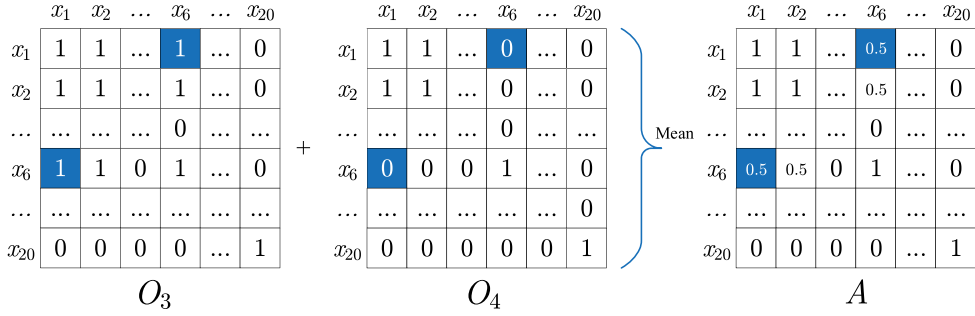 x1 x2 ... x6 ... x20 x1 x2 ... x6 ... x20 x1 x2 ... x6 ... x20
x1 1 1 ... 1 ... 0 x1 1 1 ... 0 ... 0 x1 1 1 ... 0.5 ... 0
x2 1 1 ... 1 ... 0 x2 1 1 ... 0 ... 0 x2 1 1 ... 0.5 ... 0
... ... ... ... 0 ... ... ... ... ... ... 0 ... ... ... ... ... ... 0 ... ...
+ Mean
x6 1 1 0 1 ... 0 x6 0 0 0 1 ... 0 x6 0.5 0.5 0 1 ... 0
... ... ... ... ... ... ... ... ... ... ... ... ... 0 ... ... ... ... ... ... ...
x20 0 0 0 0 ... 1 x20 0 0 0 0 0 1 x20 0 0 0 0 ... 1
O3 O4 A